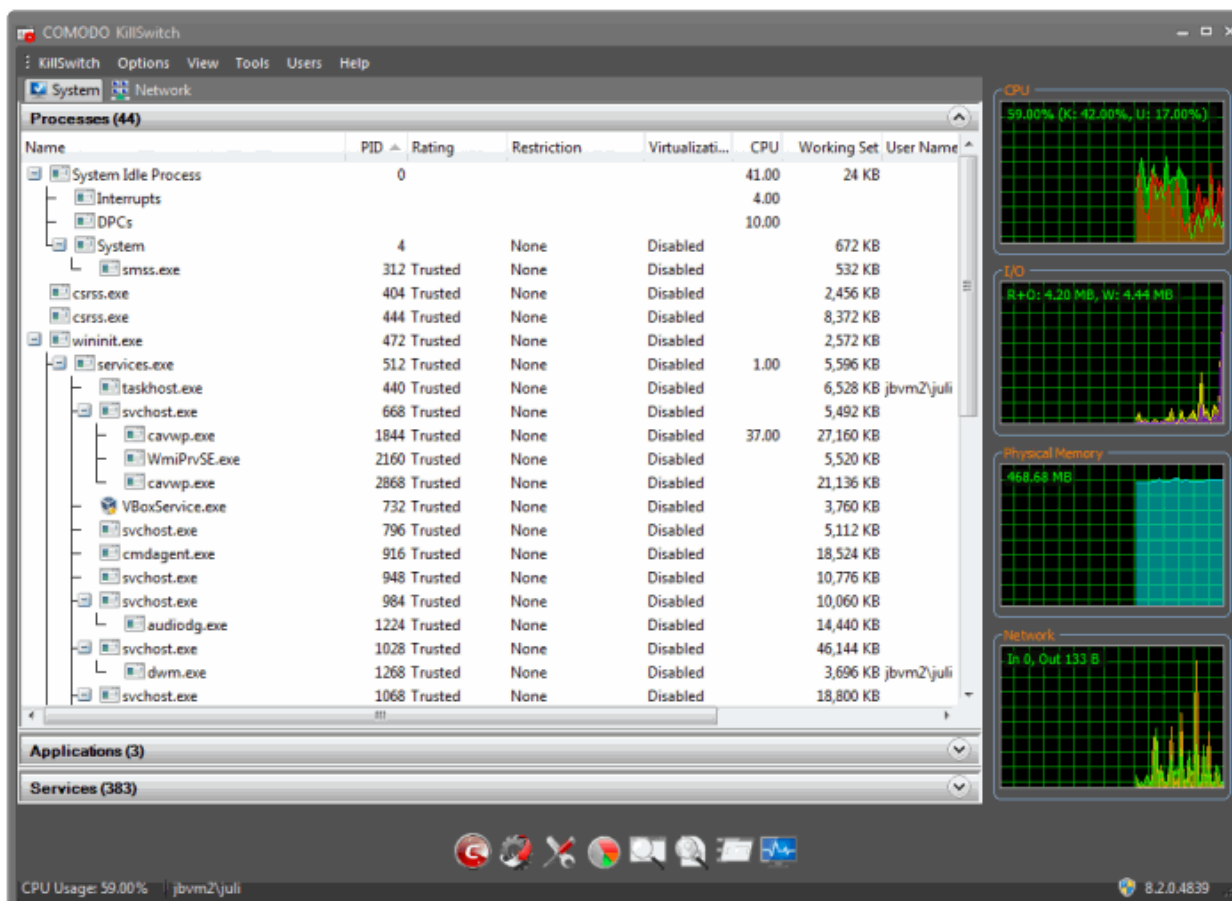 COMODO KillSwitch
KillSwitch Options View Tools Users Help
System Network
Processes (44)
Name PID Rating Restriction Virtualizati... CPU Working Set User Name
System Idle Process 0 41.00 24 KB
Interrupts 4.00
DPCs 10.00
System 4 None Disabled 672 KB
smss.exe 312 Trusted None Disabled 532 KB
csrss.exe 404 Trusted None Disabled 2,456 KB
csrss.exe 444 Trusted None Disabled 8,372 KB
wininit.exe 472 Trusted None Disabled 2,572 KB
services.exe 512 Trusted None Disabled 1.00 5,596 KB
taskhost.exe 440 Trusted None Disabled 6,528 KB jbvm2\juli
svchost.exe 668 Trusted None Disabled 5,492 KB
cavwp.exe 1844 Trusted None Disabled 37.00 27,160 KB
WmiPrvSE.exe 2160 Trusted None Disabled 5,520 KB
cavwp.exe 2868 Trusted None Disabled 21,136 KB
VBoxService.exe 732 Trusted None Disabled 3,760 KB
svchost.exe 796 Trusted None Disabled 5,112 KB
cmdagent.exe 916 Trusted None Disabled 18,524 KB
svchost.exe 948 Trusted None Disabled 10,776 KB
svchost.exe 984 Trusted None Disabled 10,060 KB
audiodg.exe 1224 Trusted None Disabled 14,440 KB
svchost.exe 1028 Trusted None Disabled 46,144 KB
dwm.exe 1268 Trusted None Disabled 3,696 KB jbvm2\juli
svchost.exe 1068 Trusted None Disabled 18,800 KB
Applications (3)
Services (383)
CPU
59.00% (K: 42.00%, U: 17.00%)
I/O
R+O: 4.20 MB, W: 4.44 MB
Physical Memory
468.68 MB
Network
In 0, Out 133 B
CPU Usage: 59.00% jbvm2\juli 8.2.0.4839